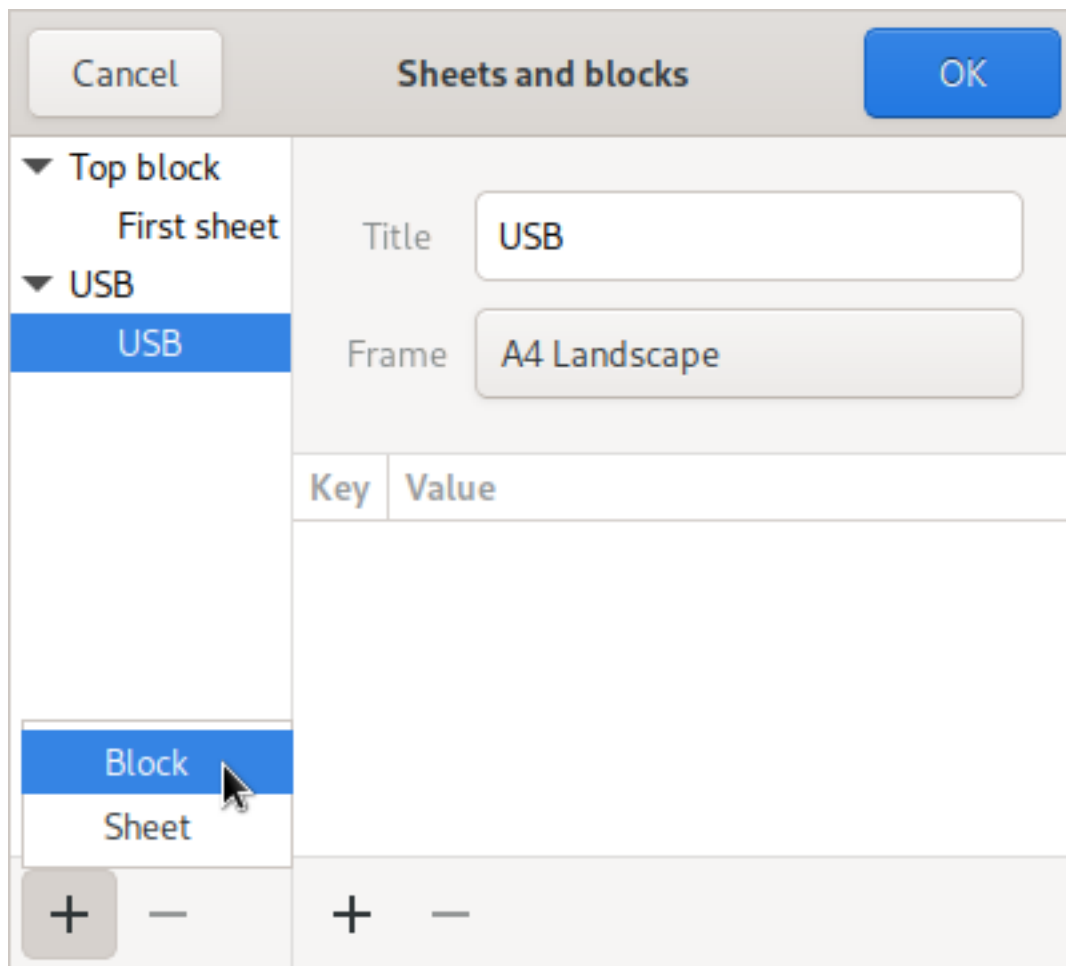 Cancel
Sheets and blocks
OK
Top block
First sheet
USB
USB
Title
USB
Frame
A4 Landscape
Key
Value
Block
Sheet